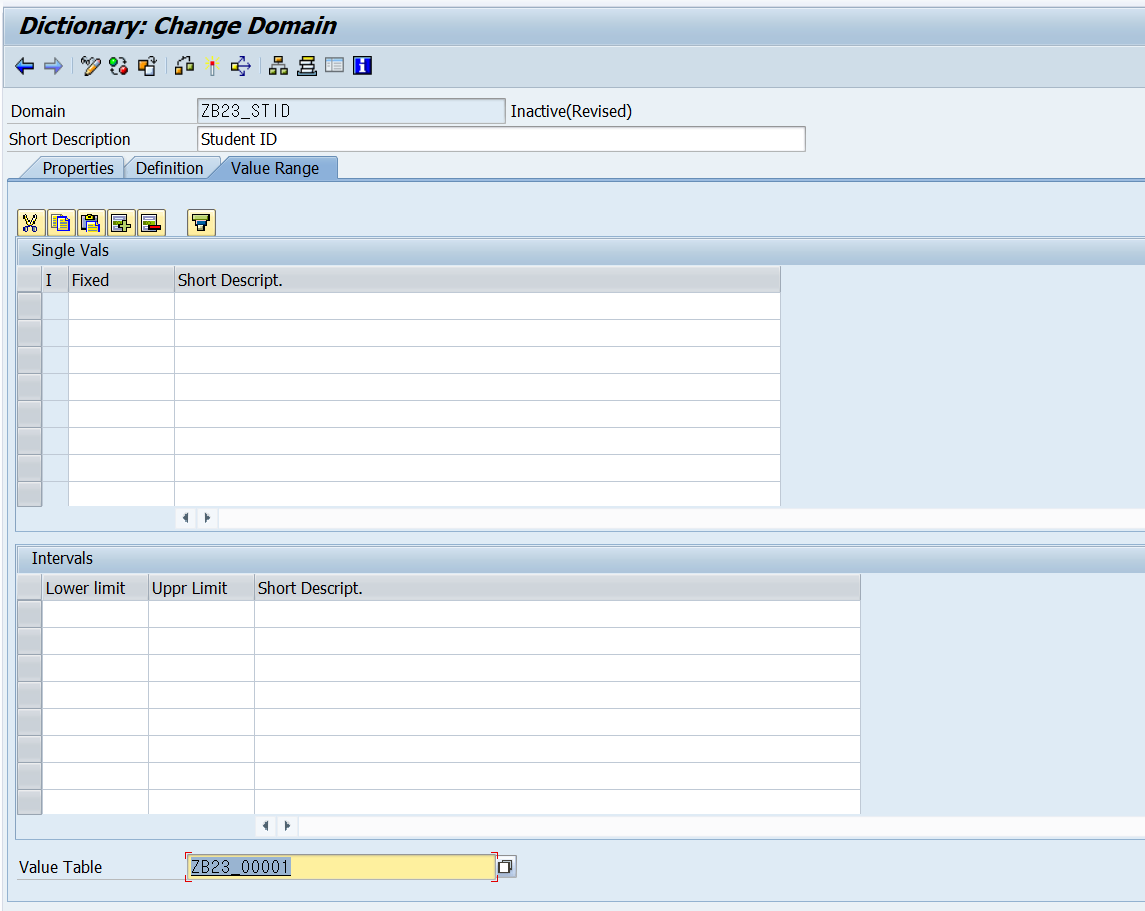 Dictionary: Change Domain
Domain ZB23_STID Inactive(Revised)
Short Description Student ID
Properties Definition Value Range
Single Vals
I Fixed Short Descript.
Intervals
Lower limit Uppr Limit Short Descript.
Value Table ZB23_00001